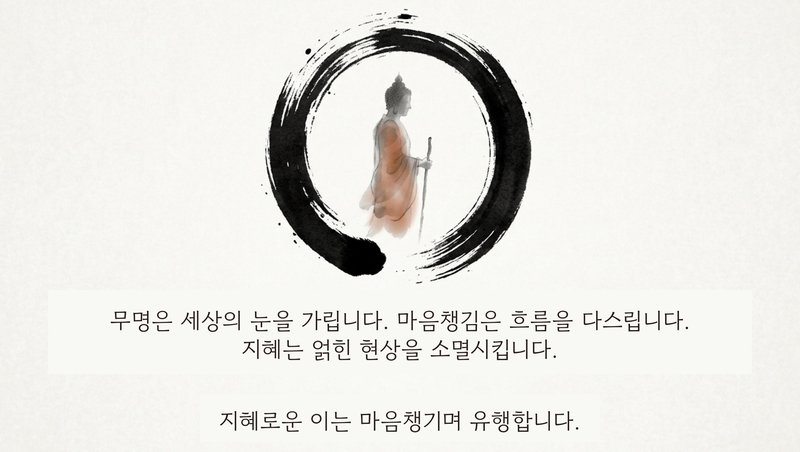 무명은 세상의 눈을 가립니다. 마음챙김은 흐름을 다스립니다.
지혜는 얽힌 현상을 소멸시킵니다.
지혜로운 이는 마음챙기며 유행합니다.